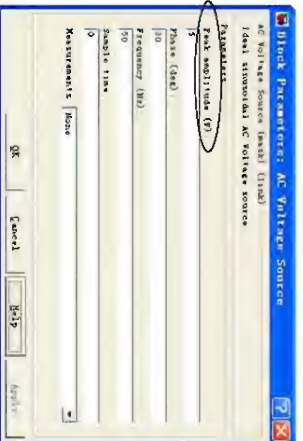 Block Parameters: AC Voltage Source
AC Voltage Source (mask) (link)
Ideal sinusoidal AC Voltage source
Parameters
Peak amplitude (V)
5
Phase (deg)
30
Frequency (Hz)
50
Sample time
0
Measurements None
OK Cancel Help Apply